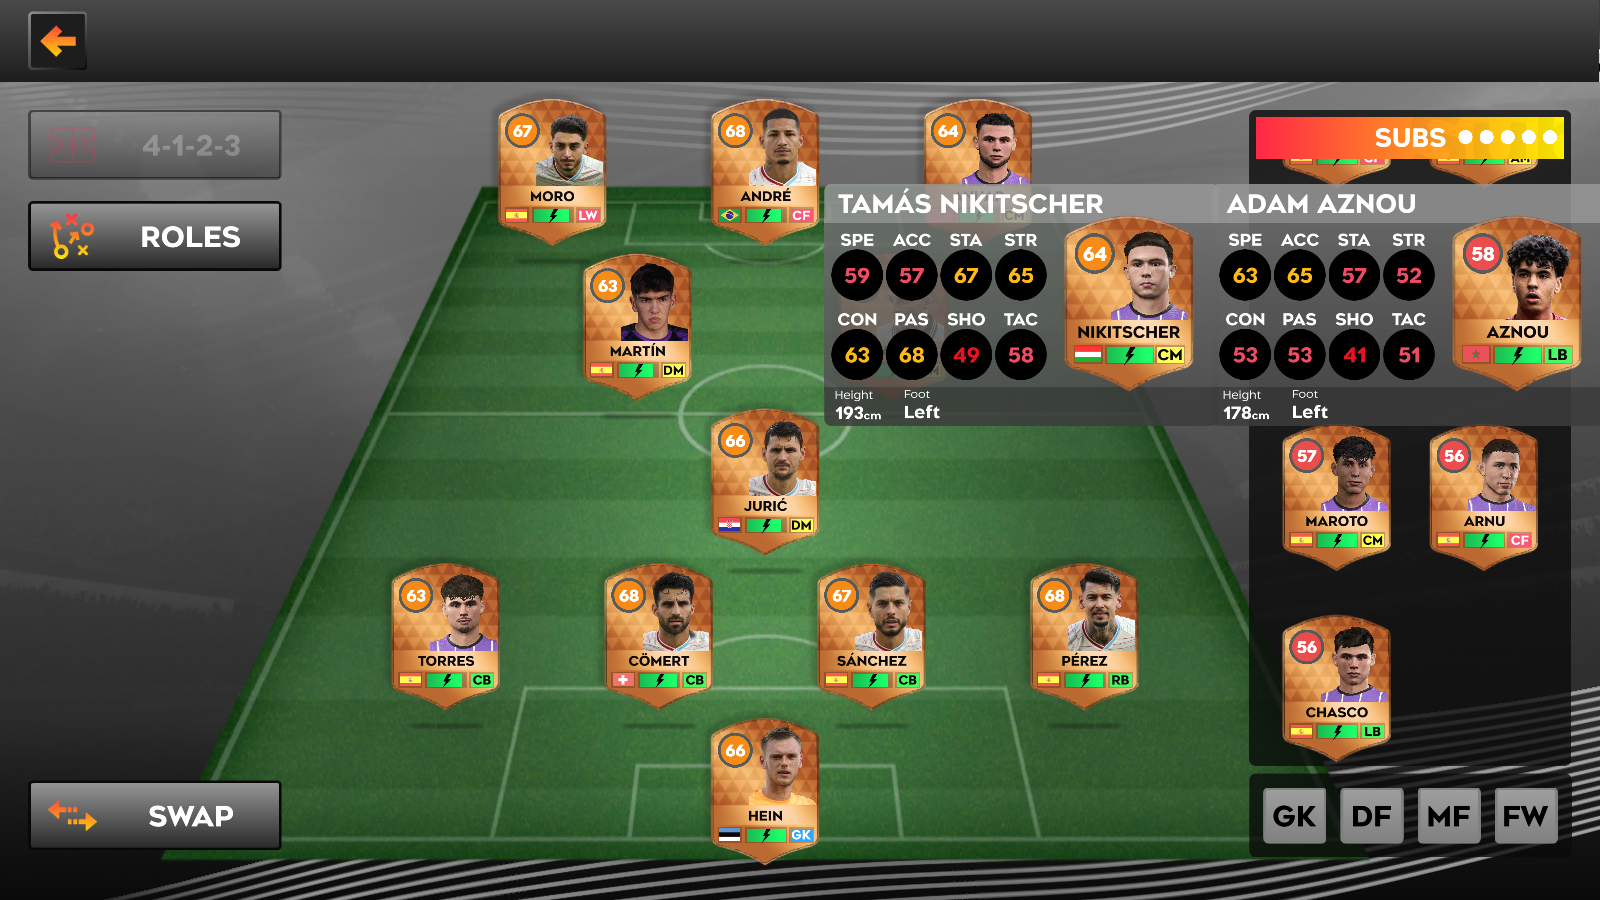 4-1-2-3
ROLES
SWAP
67
MORO
LW
68
ANDRÉ
CF
64
CM
63
MARTÍN
DM
66
JURIĆ
DM
63
TORRES
CB
68
CÖMERT
CB
67
SÁNCHEZ
CB
68
PÉREZ
RB
66
HEIN
GK
TAMÁS NIKITSCHER
SPE ACC STA STR
59 57 67 65
CON PAS SHO TAC
63 68 49 58
Height Foot
193cm Left
64
NIKITSCHER
CM
ADAM AZNOU
SPE ACC STA STR
63 65 57 52
CON PAS SHO TAC
53 53 41 51
Height Foot
178cm Left
58
AZNOU
LB
SUBS
CF
AM
57
MAROTO
CM
56
ARNU
CF
56
CHASCO
LB
GK DF MF FW